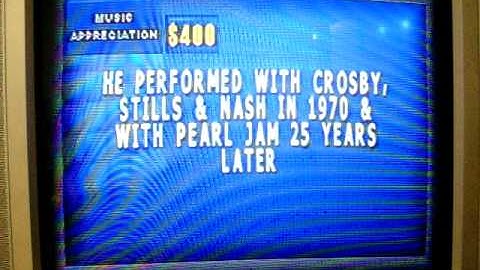 MUSIC
APPRECIATION $400
HE PERFORMED WITH CROSBY,
STILLS & NASH IN 1970 &
WITH PEARL JAM 25 YEARS
LATER